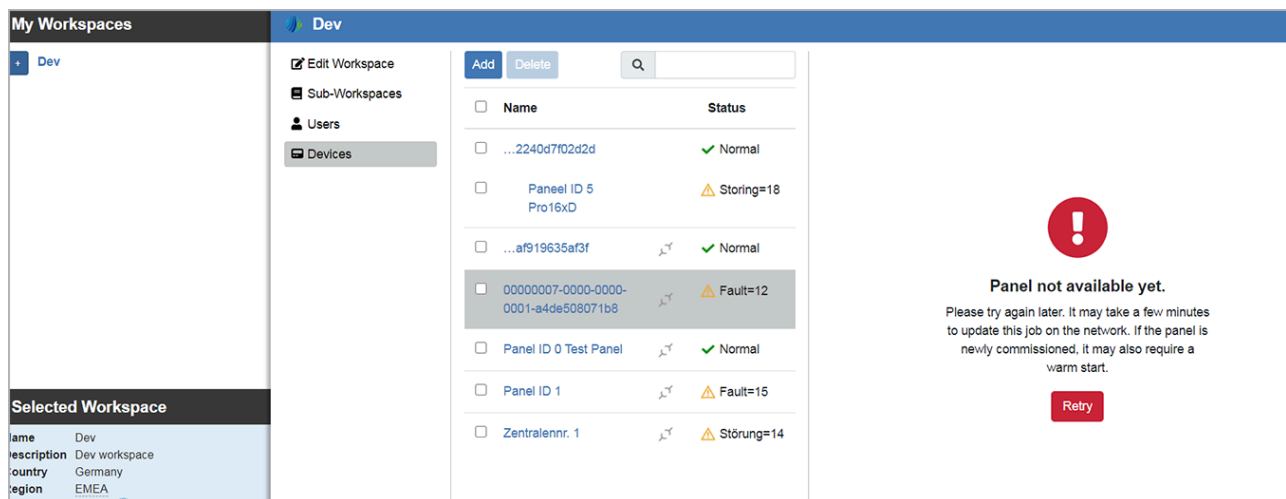 My Workspaces
Dev
+ Dev
Edit Workspace
Sub-Workspaces
Users
Devices
Add Delete
Name Status
...2240d7f02d2d Normal
Paneel ID 5 Storing=18
Pro16xD
...af919635af3f Normal
00000007-0000-0000- Fault=12
0001-a4de508071b8
Panel ID 0 Test Panel Normal
Panel ID 1 Fault=15
Zentralennr. 1 Störung=14
Panel not available yet.
Please try again later. It may take a few minutes
to update this job on the network. If the panel is
newly commissioned, it may also require a
warm start.
Retry
Selected Workspace
Name Dev
Description Dev workspace
Country Germany
Region EMEA